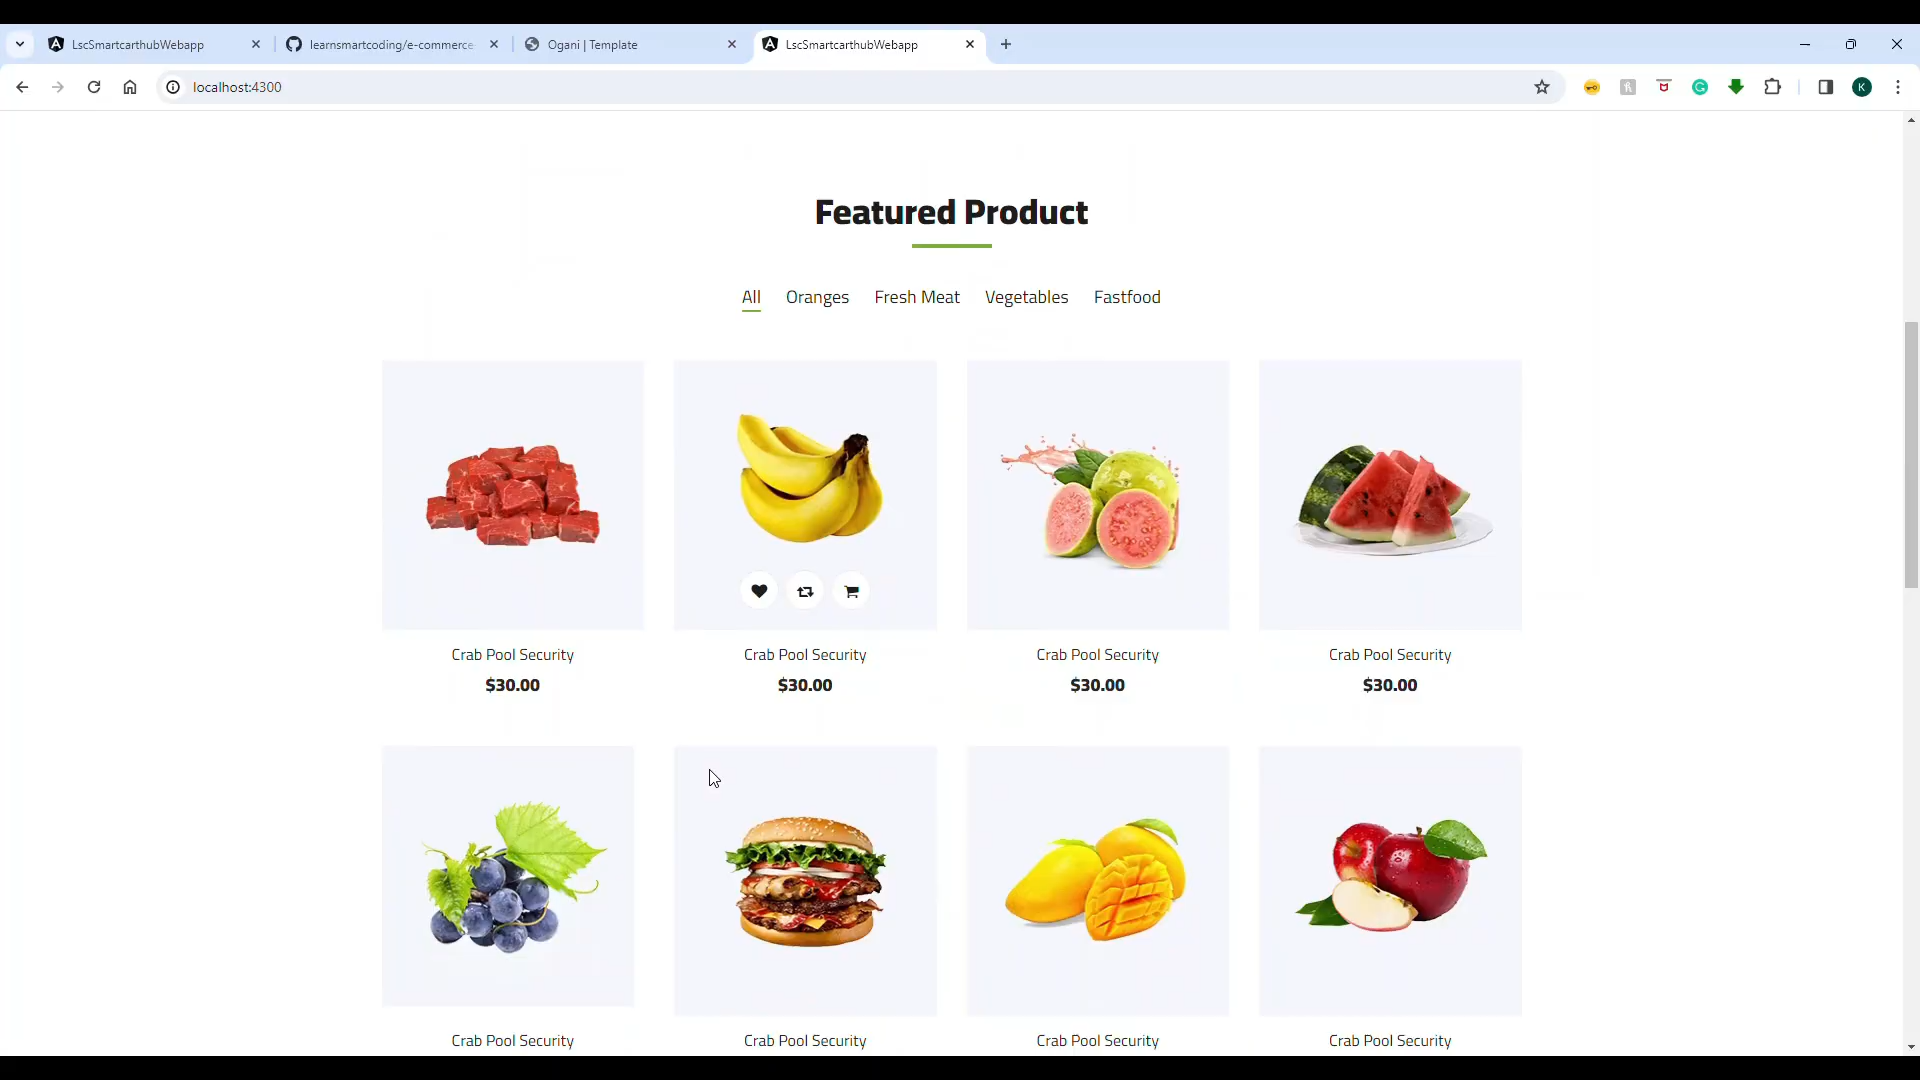 LscSmartcarthubWebapp
learnsmartcoding/e-commerce
Ogani | Template
LscSmartcarthubWebapp
localhost:4300
K
Featured Product
All Oranges Fresh Meat Vegetables Fastfood
Crab Pool Security Crab Pool Security Crab Pool Security Crab Pool Security
$30.00 $30.00 $30.00 $30.00
Crab Pool Security Crab Pool Security Crab Pool Security Crab Pool Security